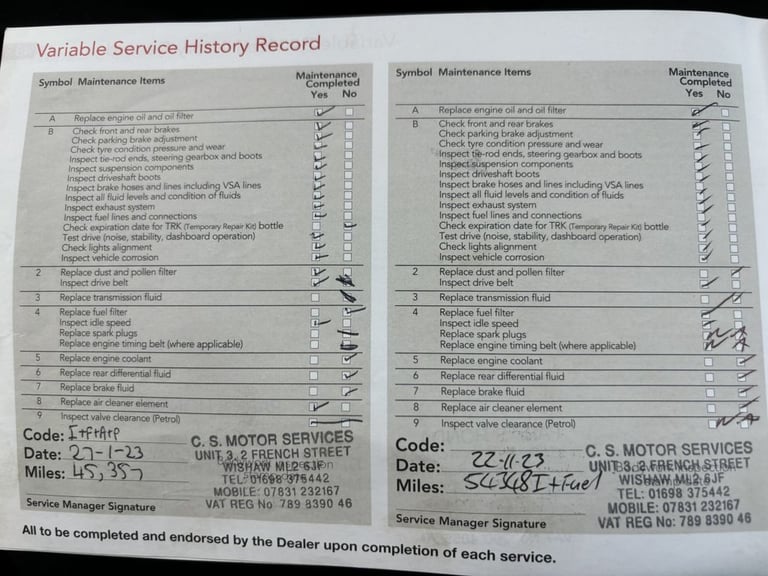 Variable Service History Record
Symbol Maintenance Items
Maintenance
Completed
Yes No
A Replace engine oil and oil filter
B Check front and rear brakes
Check parking brake adjustment
Check tyre condition pressure and wear
Inspect tie-rod ends, steering gearbox and boots
Inspect suspension components
Inspect driveshaft boots
Inspect brake hoses and lines including VSA lines
Inspect all fluid levels and condition of fluids
Inspect exhaust system
Inspect fuel lines and connections
Check expiration date for TRK (Temporary Repair Kit) bottle
Test drive (noise, stability, dashboard operation)
Check lights alignment
Inspect vehicle corrosion
2 Replace dust and pollen filter
Inspect drive belt
3 Replace transmission fluid
4 Replace fuel filter
Inspect idle speed
Replace spark plugs
Replace engine timing belt (where applicable)
5 Replace engine coolant
6 Replace rear differential fluid
7 Replace brake fluid
8 Replace air cleaner element
9 Inspect valve clearance (Petrol)
Code: I+F+A+P
Date: 27-1-23
Miles: 45,357
C. S. MOTOR SERVICES
UNIT 3, 2 FRENCH STREET
WISHAW ML2 6JF
TEL: 01698 375442
MOBILE: 07831 232167
VAT REG No 789 8390 46
Service Manager Signature
Symbol Maintenance Items
Maintenance
Completed
Yes No
A Replace engine oil and oil filter
B Check front and rear brakes
Check parking brake adjustment
Check tyre condition pressure and wear
Inspect tie-rod ends, steering gearbox and boots
Inspect suspension components
Inspect driveshaft boots
Inspect brake hoses and lines including VSA lines
Inspect all fluid levels and condition of fluids
Inspect exhaust system
Inspect fuel lines and connections
Check expiration date for TRK (Temporary Repair Kit) bottle
Test drive (noise, stability, dashboard operation)
Check lights alignment
Inspect vehicle corrosion
2 Replace dust and pollen filter
Inspect drive belt
3 Replace transmission fluid
4 Replace fuel filter
Inspect idle speed
Replace spark plugs N A
Replace engine timing belt (where applicable) N A
5 Replace engine coolant
6 Replace rear differential fluid
7 Replace brake fluid
8 Replace air cleaner element
9 Inspect valve clearance (Petrol) N A
Code:
Date: 22-11-23
Miles: 54348 I + Fuel
C. S. MOTOR SERVICES
UNIT 3, 2 FRENCH STREET
WISHAW ML2 6JF
TEL: 01698 375442
MOBILE: 07831 232167
VAT REG No: 789 8390 46
Service Manager Signature
All to be completed and endorsed by the Dealer upon completion of each service.